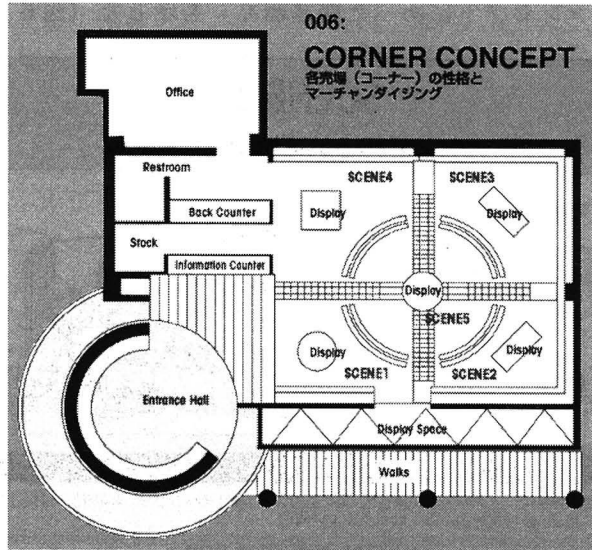 006:
CORNER CONCEPT
各売場（コーナー）の性格と
マーチャンダイジング
Office
Restroom
SCENE4
SCENE3
Back Counter
Display
Display
Stock
Information Counter
Display
SCENE5
Display
Display
SCENE1
SCENE2
Entrance Hall
Display Space
Walks